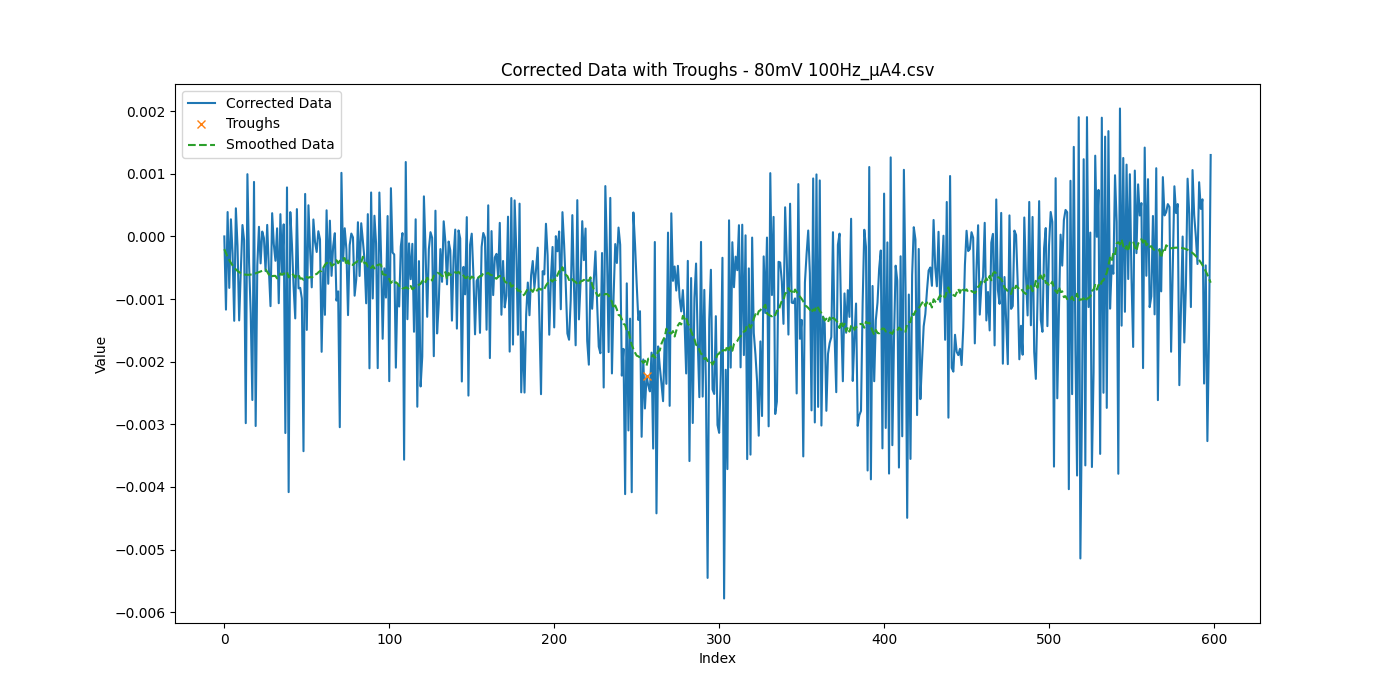 Corrected Data with Troughs - 80mV 100Hz_μA4.csv
Corrected Data
Troughs
Smoothed Data
0.002
0.001
0.000
−0.001
−0.002
−0.003
−0.004
−0.005
−0.006
Value
0 100 200 300 400 500 600
Index